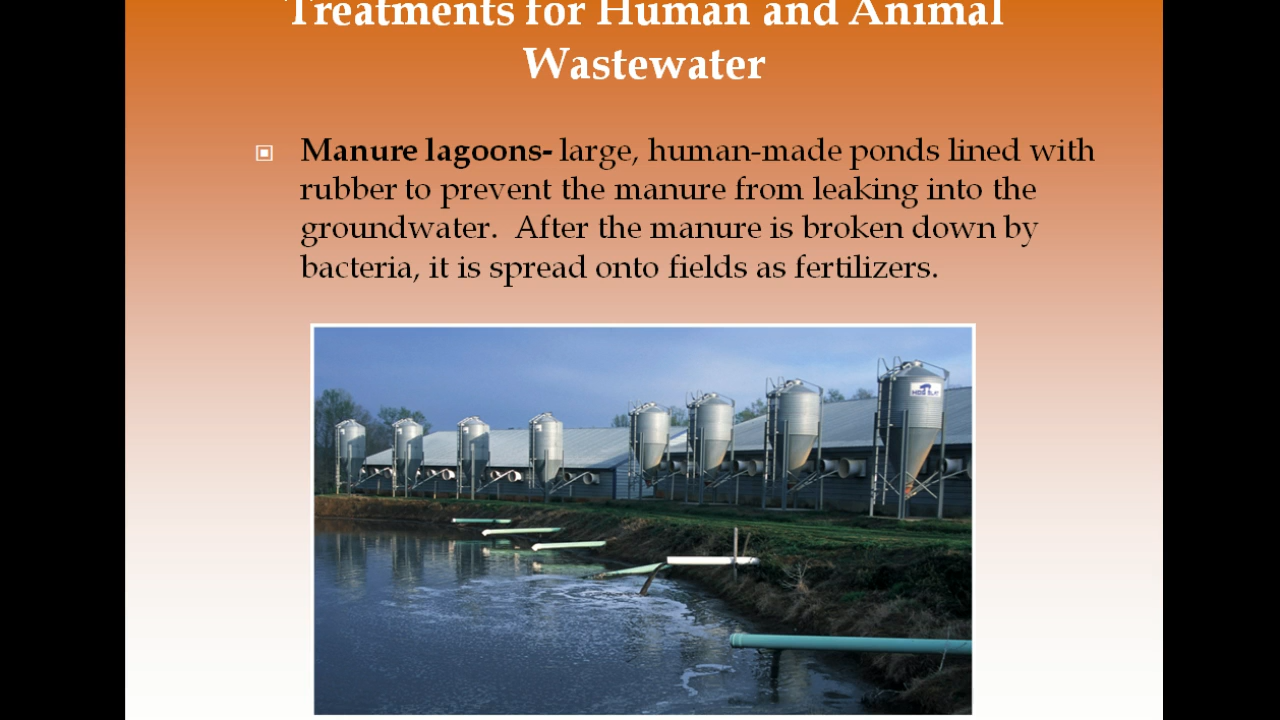 Treatments for Human and Animal
Wastewater
Manure lagoons- large, human-made ponds lined with
rubber to prevent the manure from leaking into the
groundwater.  After the manure is broken down by
bacteria, it is spread onto fields as fertilizers.